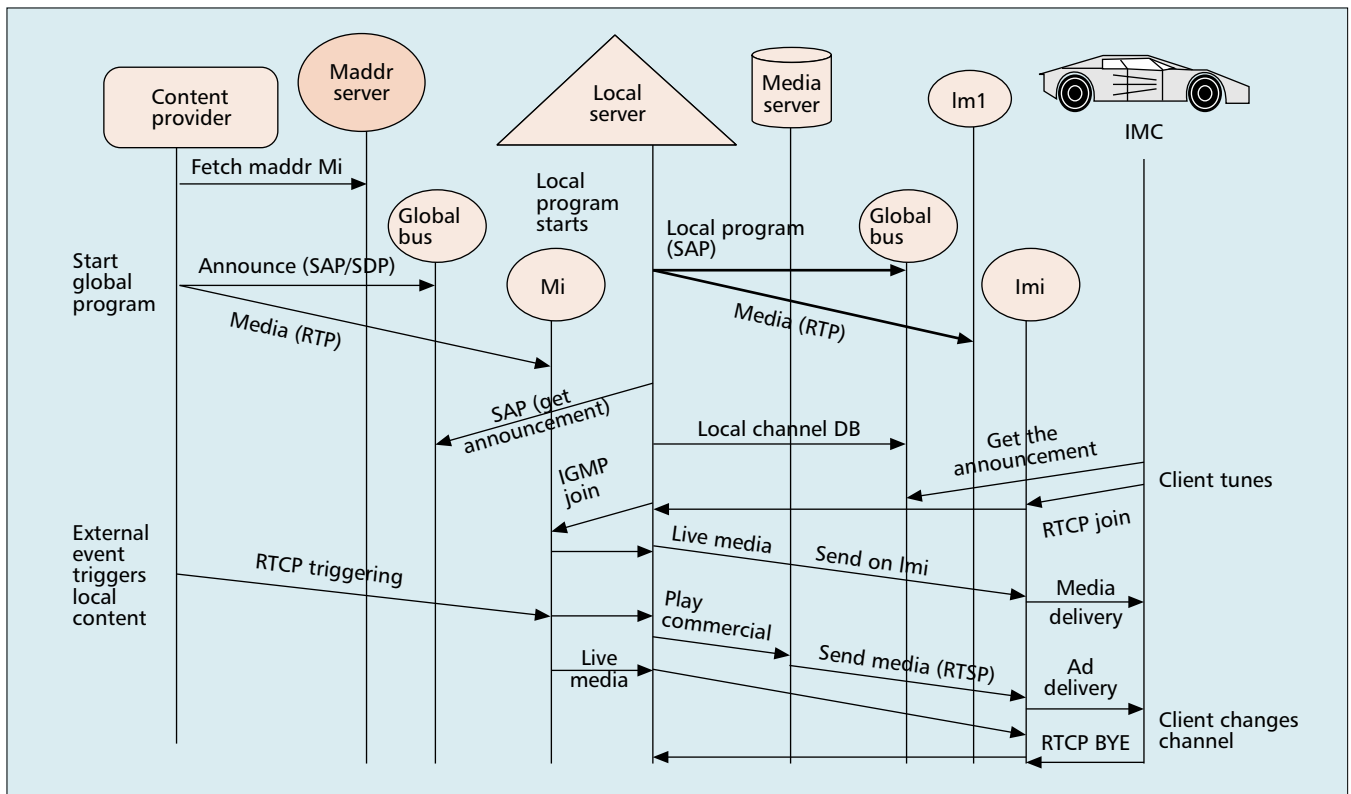 Content
provider
Maddr
server
Local
server
Media
server
lm1
IMC
Fetch maddr Mi
Global
bus
Local
program
starts
Local program
(SAP)
Global
bus
Start
global
program
Announce (SAP/SDP)
Mi
lmi
Media (RTP)
Media (RTP)
SAP (get
announcement)
Local channel DB
Get the
announcement
Client tunes
IGMP
join
RTCP join
External
event
triggers
local
content
RTCP triggering
Live media
Send on lmi
Media
delivery
Play
commercial
Live
media
Send media (RTSP)
Ad
delivery
Client changes
channel
RTCP BYE